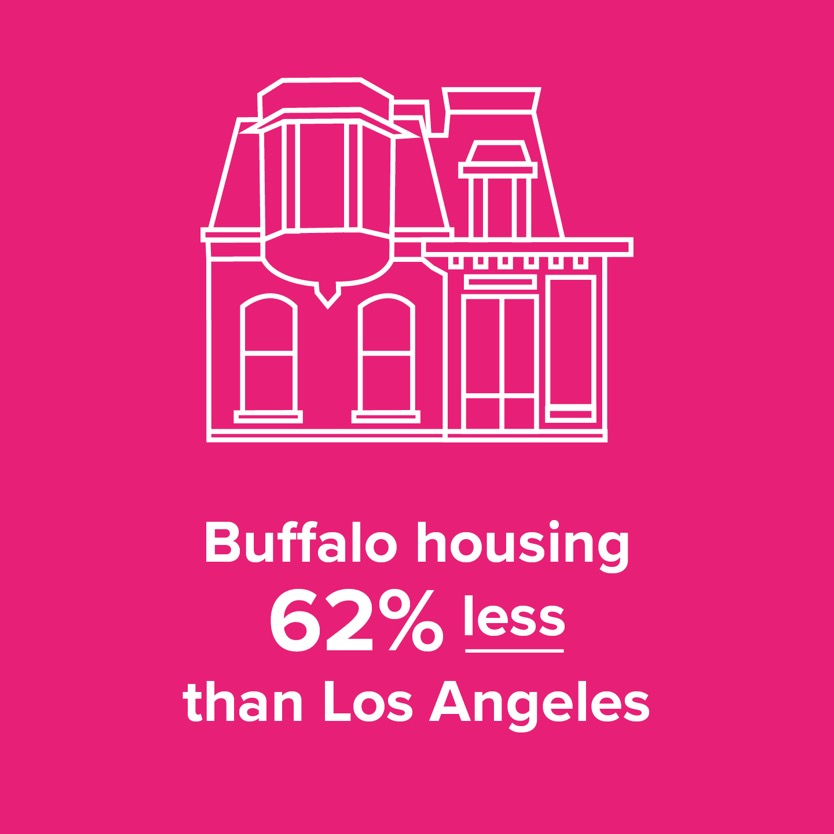 Buffalo housing
62% less
than Los Angeles